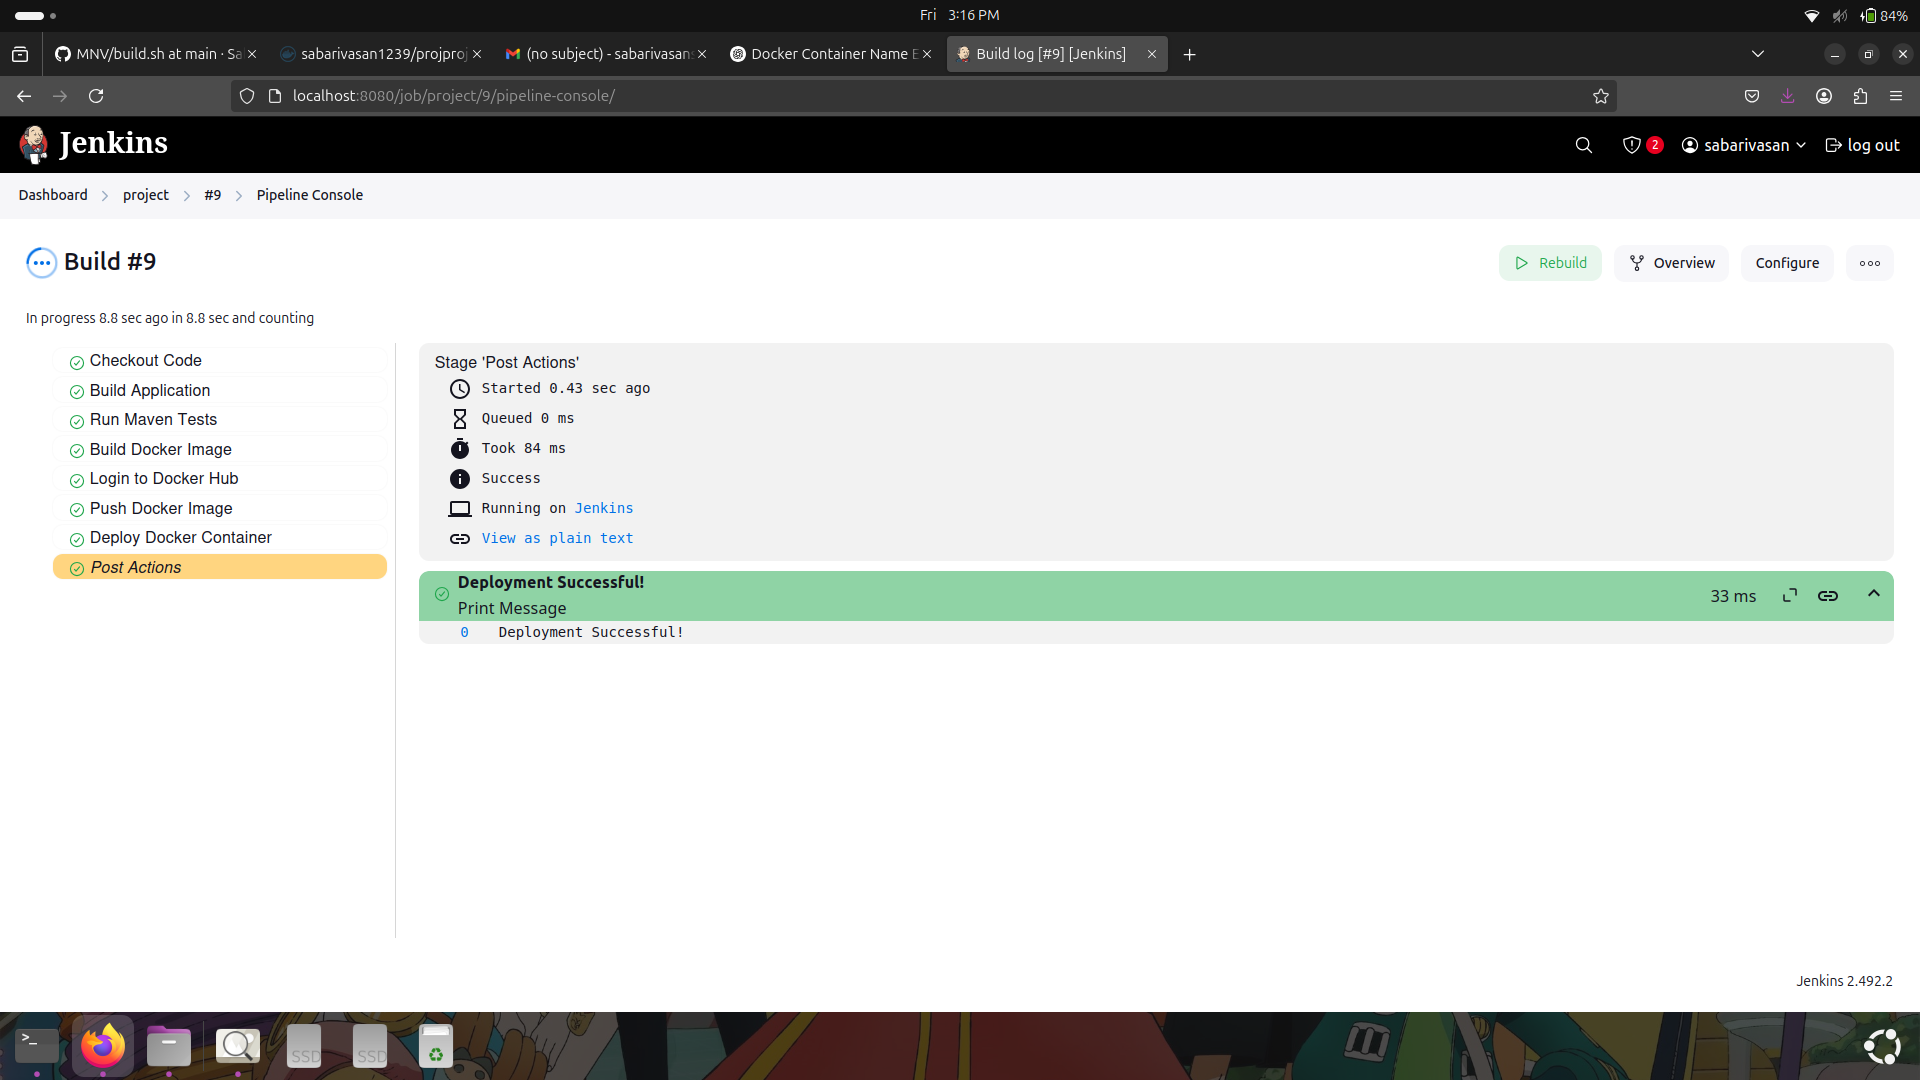 Fri 3:16 PM
84%
MNV/build.sh at main · Sa
sabarivasan1239/projproj
(no subject) - sabarivasan
Docker Container Name E
Build log [#9] [Jenkins]
localhost:8080/job/project/9/pipeline-console/
Jenkins
2
sabarivasan
log out
Dashboard
project
#9
Pipeline Console
Build #9
Rebuild
Overview
Configure
In progress 8.8 sec ago in 8.8 sec and counting
Checkout Code
Build Application
Run Maven Tests
Build Docker Image
Login to Docker Hub
Push Docker Image
Deploy Docker Container
Post Actions
Stage 'Post Actions'
Started 0.43 sec ago
Queued 0 ms
Took 84 ms
Success
Running on Jenkins
View as plain text
Deployment Successful!
Print Message
33 ms
0 Deployment Successful!
Jenkins 2.492.2
>_
SSD
SSD